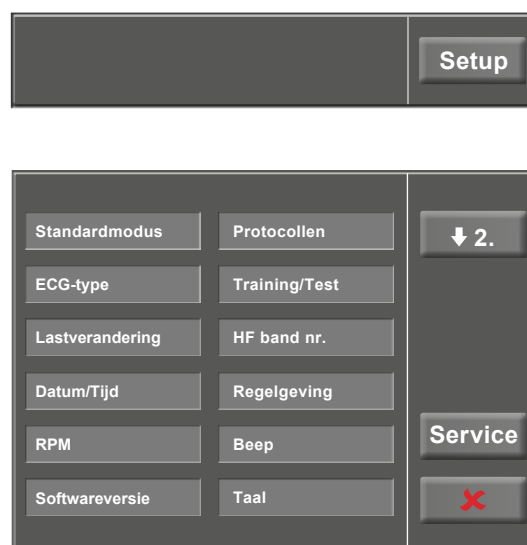 Setup
Standardmodus
Protocollen
2.
ECG-type
Training/Test
Lastverandering
HF band nr.
Datum/Tijd
Regelgeving
RPM
Beep
Service
Softwareversie
Taal